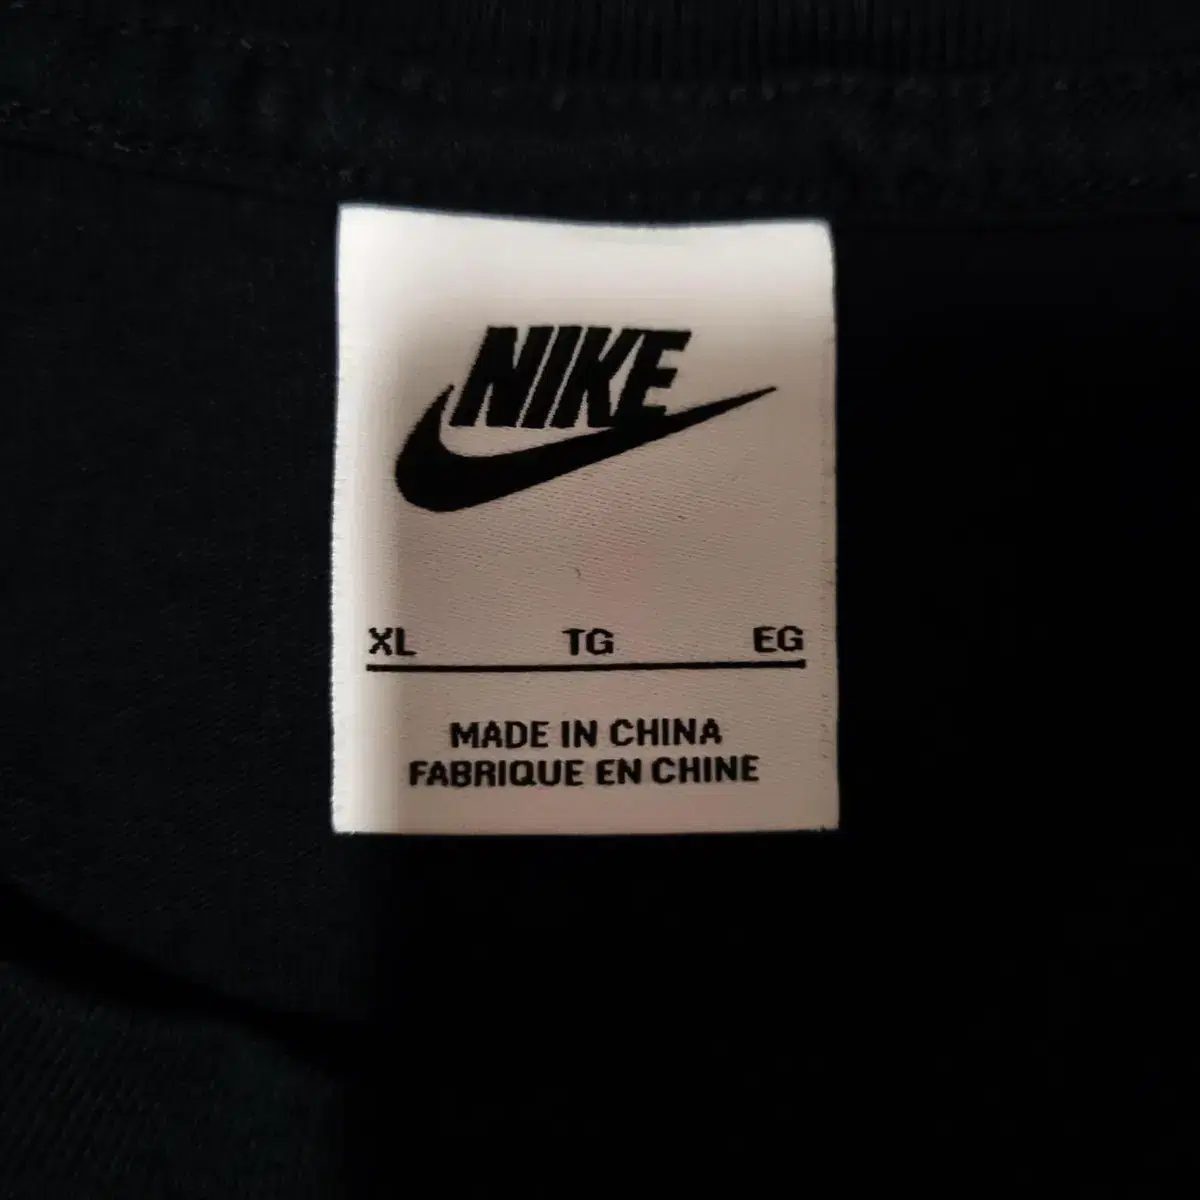 NIKE
XL TG EG
MADE IN CHINA
FABRIQUE EN CHINE